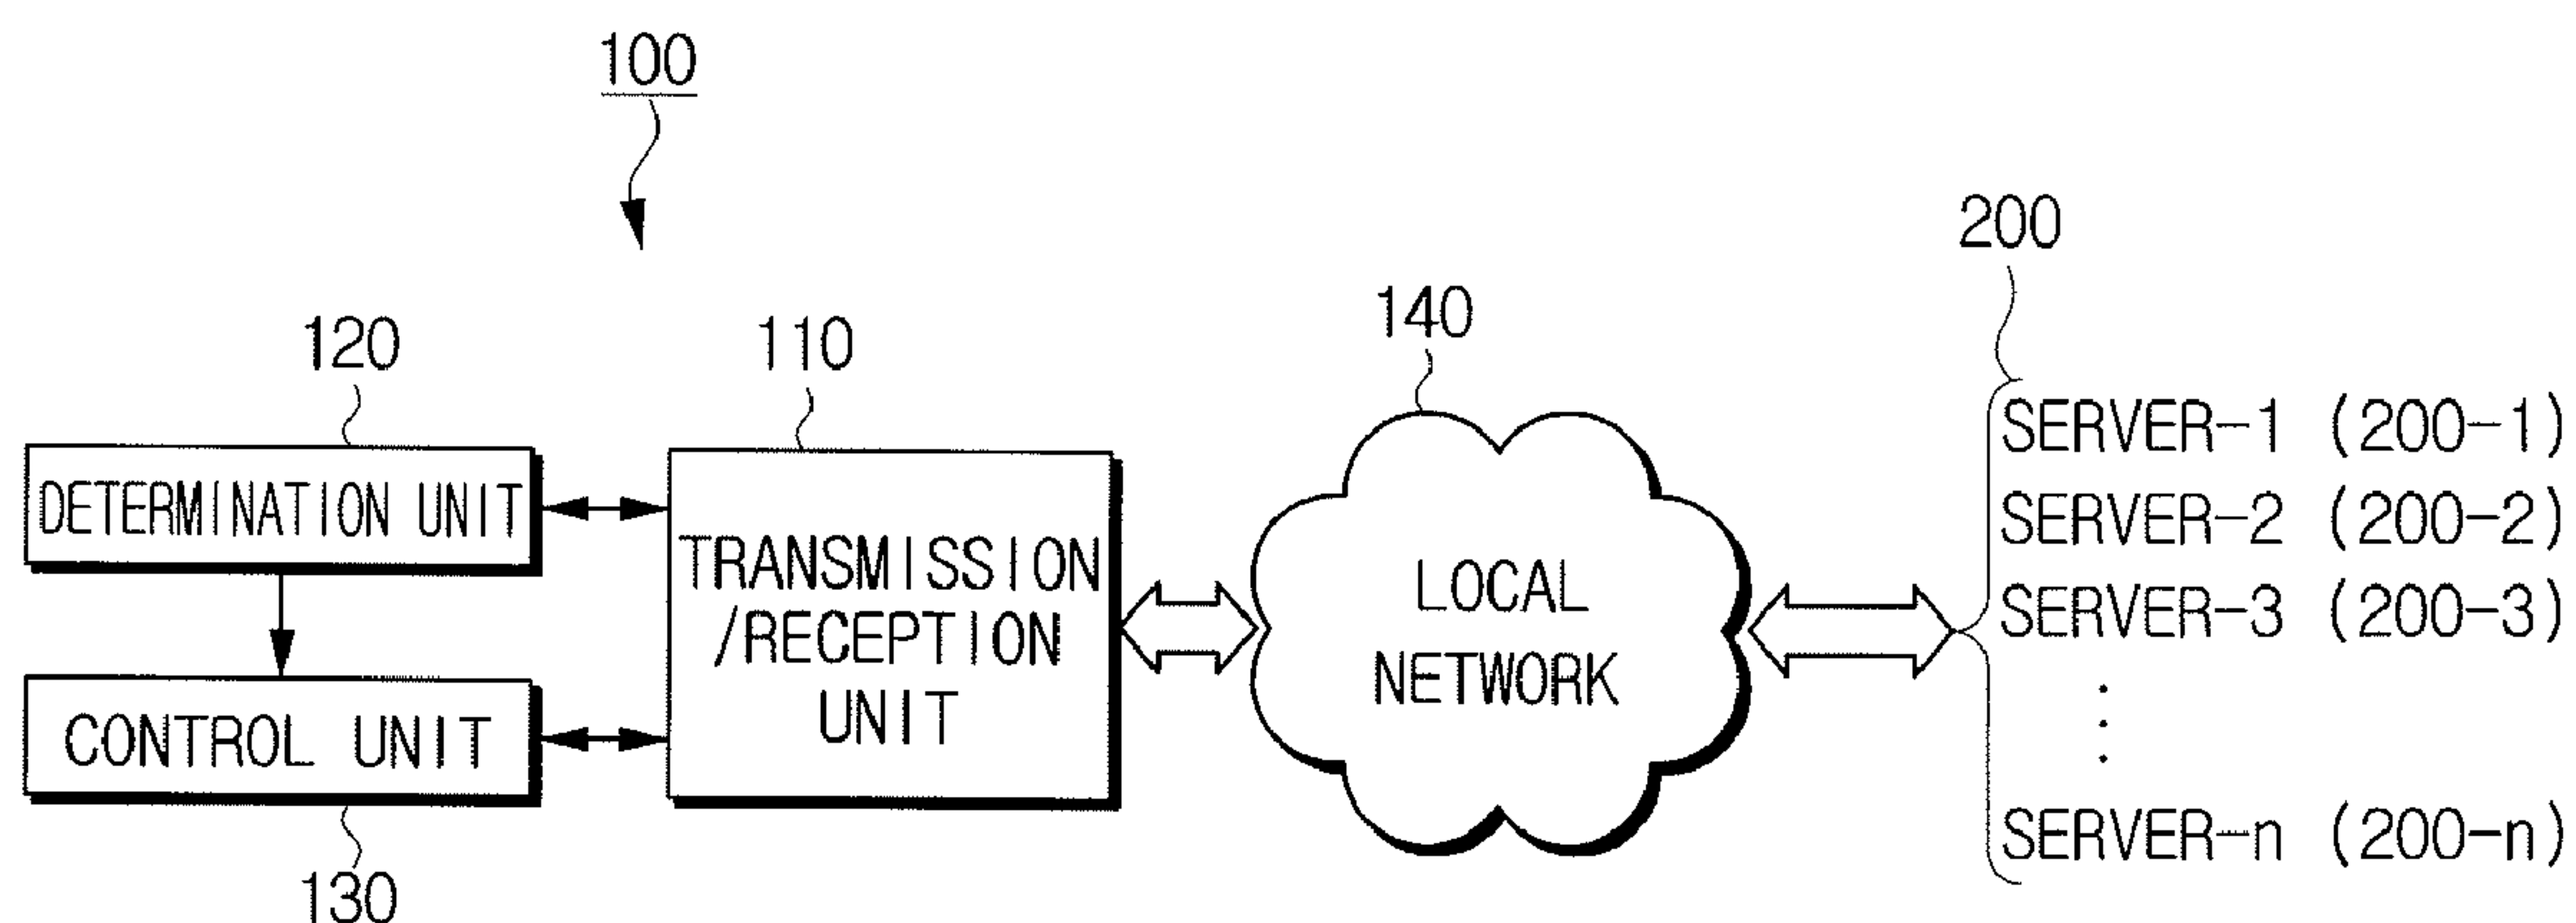 100
200
140
120
110
DETERMINATION UNIT
TRANSMISSION
/RECEPTION
UNIT
CONTROL UNIT
130
LOCAL
NETWORK
SERVER-1 (200-1)
SERVER-2 (200-2)
SERVER-3 (200-3)
SERVER-n (200-n)